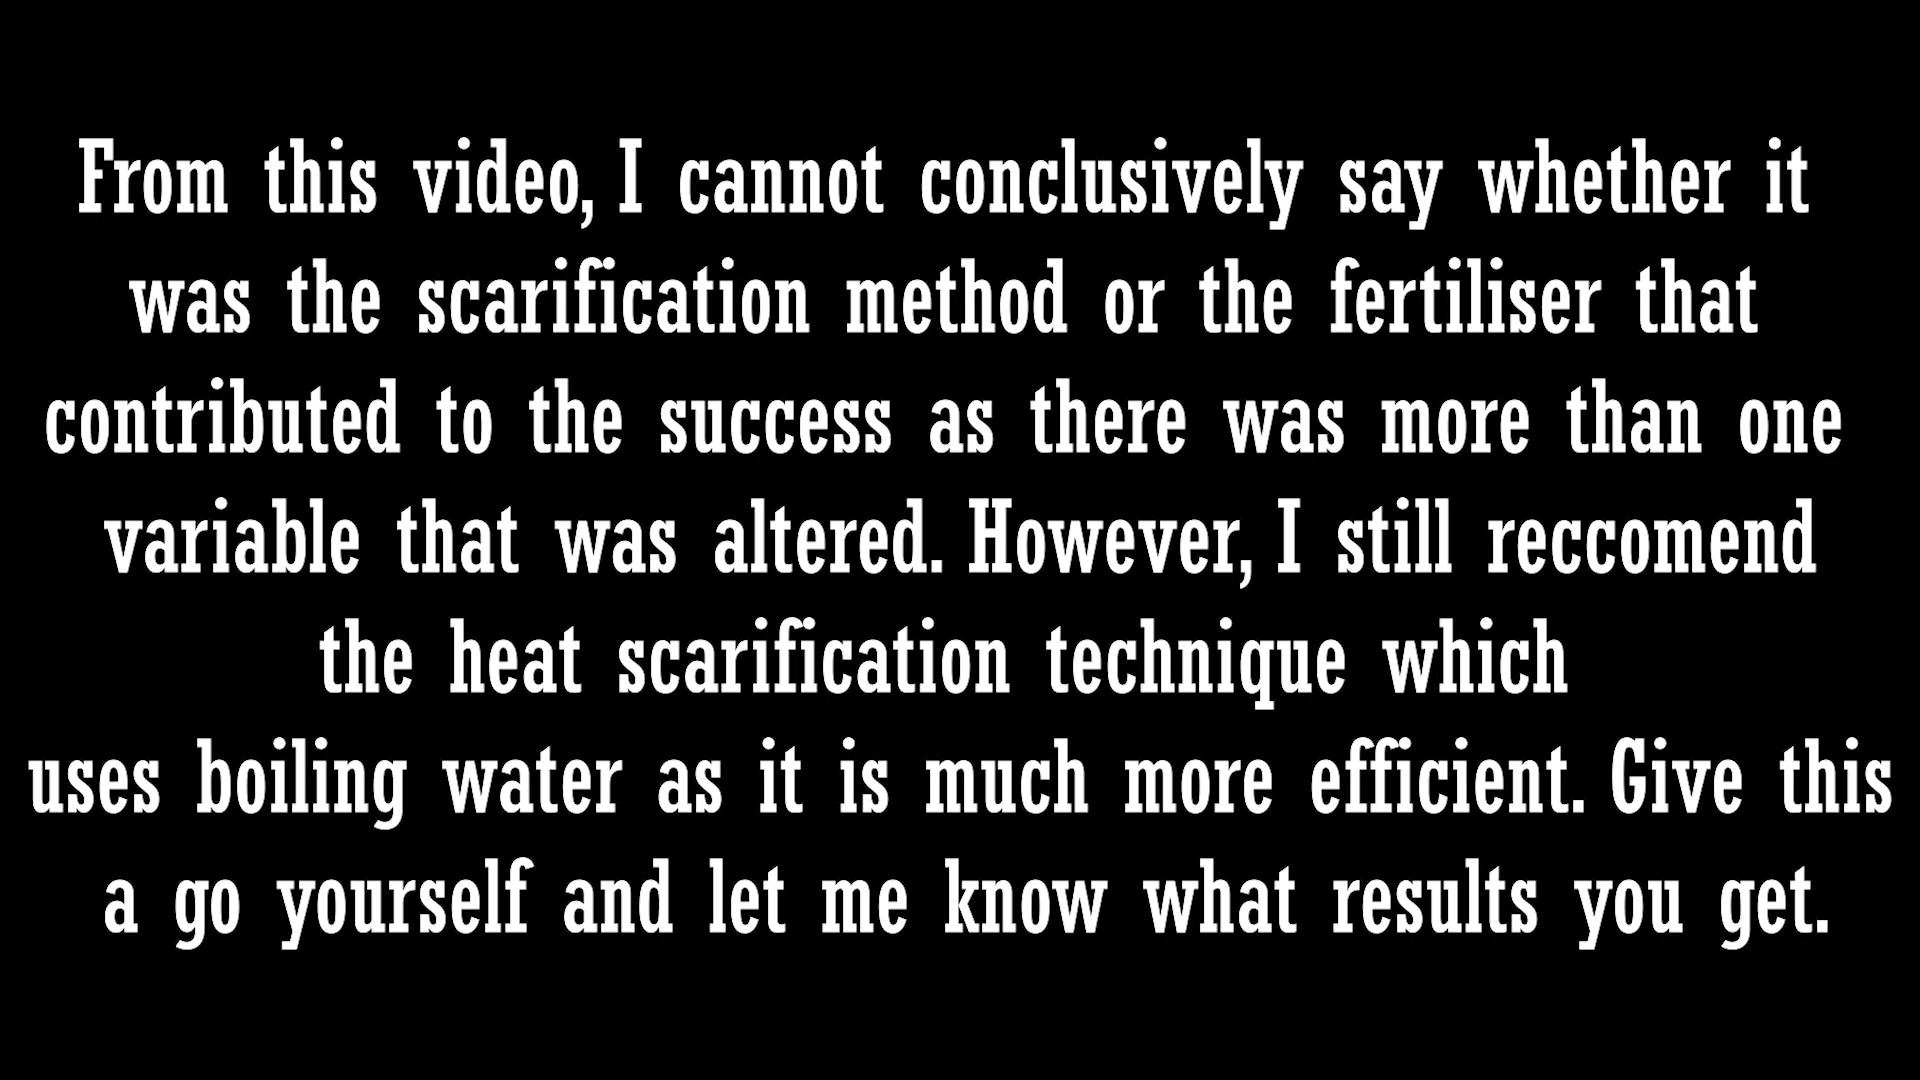 From this video, I cannot conclusively say whether it
was the scarification method or the fertiliser that
contributed to the success as there was more than one
variable that was altered. However, I still reccomend
the heat scarification technique which
uses boiling water as it is much more efficient. Give this
a go yourself and let me know what results you get.